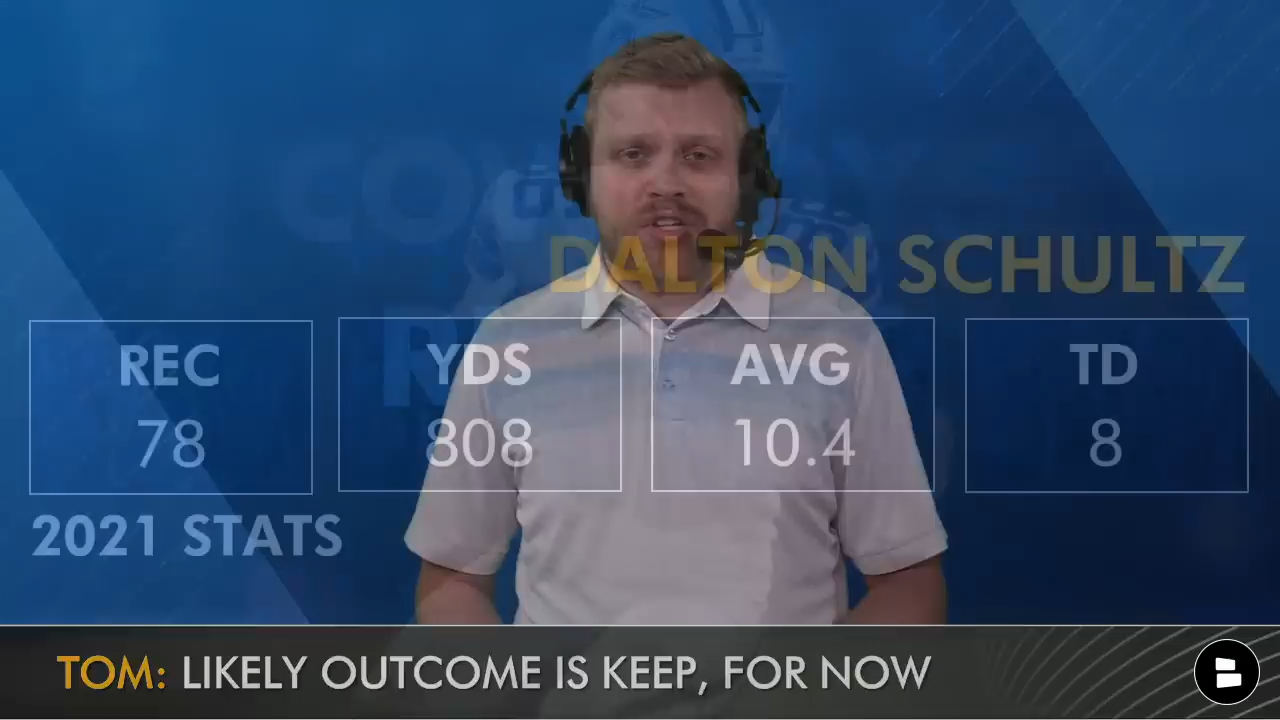 COWBOYS
DALTON SCHULTZ
REC
YDS
AVG
TD
78
808
10.4
8
2021 STATS
TOM: LIKELY OUTCOME IS KEEP, FOR NOW